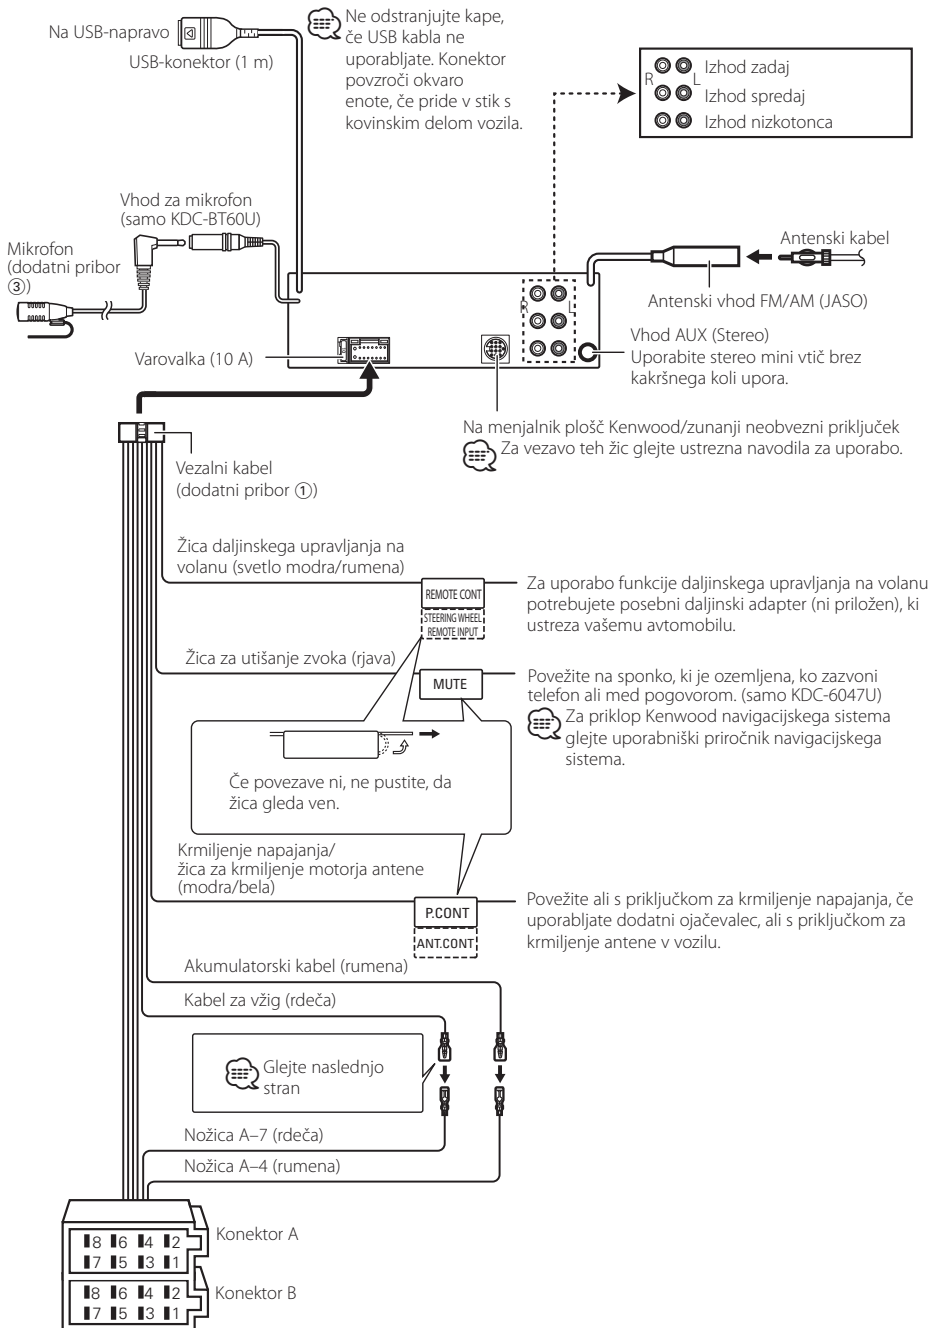 Na USB-napravo
USB-konektor (1 m)
Ne odstranjujte kape,
če USB kabla ne
uporabljate. Konektor
povzroči okvaro
enote, če pride v stik s
kovinskim delom vozila.
R
L
Izhod zadaj
Izhod spredaj
Izhod nizkotonca
Vhod za mikrofon
(samo KDC-BT60U)
Mikrofon
(dodatni pribor
③)
Antenski kabel
Antenski vhod FM/AM (JASO)
R
L
Vhod AUX (Stereo)
Uporabite stereo mini vtič brez
kakršnega koli upora.
Varovalka (10 A)
Na menjalnik plošč Kenwood/zunanji neobvezni priključek
Za vezavo teh žic glejte ustrezna navodila za uporabo.
Vezalni kabel
(dodatni pribor ①)
Žica daljinskega upravljanja na
volanu (svetlo modra/rumena)
REMOTE CONT
STEERING WHEEL
REMOTE INPUT
Za uporabo funkcije daljinskega upravljanja na volanu
potrebujete posebni daljinski adapter (ni priložen), ki
ustreza vašemu avtomobilu.
Žica za utišanje zvoka (rjava)
MUTE
Povežite na sponko, ki je ozemljena, ko zazvoni
telefon ali med pogovorom. (samo KDC-6047U)
Za priklop Kenwood navigacijskega sistema
glejte uporabniški priročnik navigacijskega
sistema.
Če povezave ni, ne pustite, da
žica gleda ven.
Krmiljenje napajanja/
žica za krmiljenje motorja antene
(modra/bela)
P.CONT
ANT.CONT
Povežite ali s priključkom za krmiljenje napajanja, če
uporabljate dodatni ojačevalec, ali s priključkom za
krmiljenje antene v vozilu.
Akumulatorski kabel (rumena)
Kabel za vžig (rdeča)
Glejte naslednjo
stran
Nožica A–7 (rdeča)
Nožica A–4 (rumena)
Konektor A
8 6 4 2
7 5 3 1
Konektor B
8 6 4 2
7 5 3 1